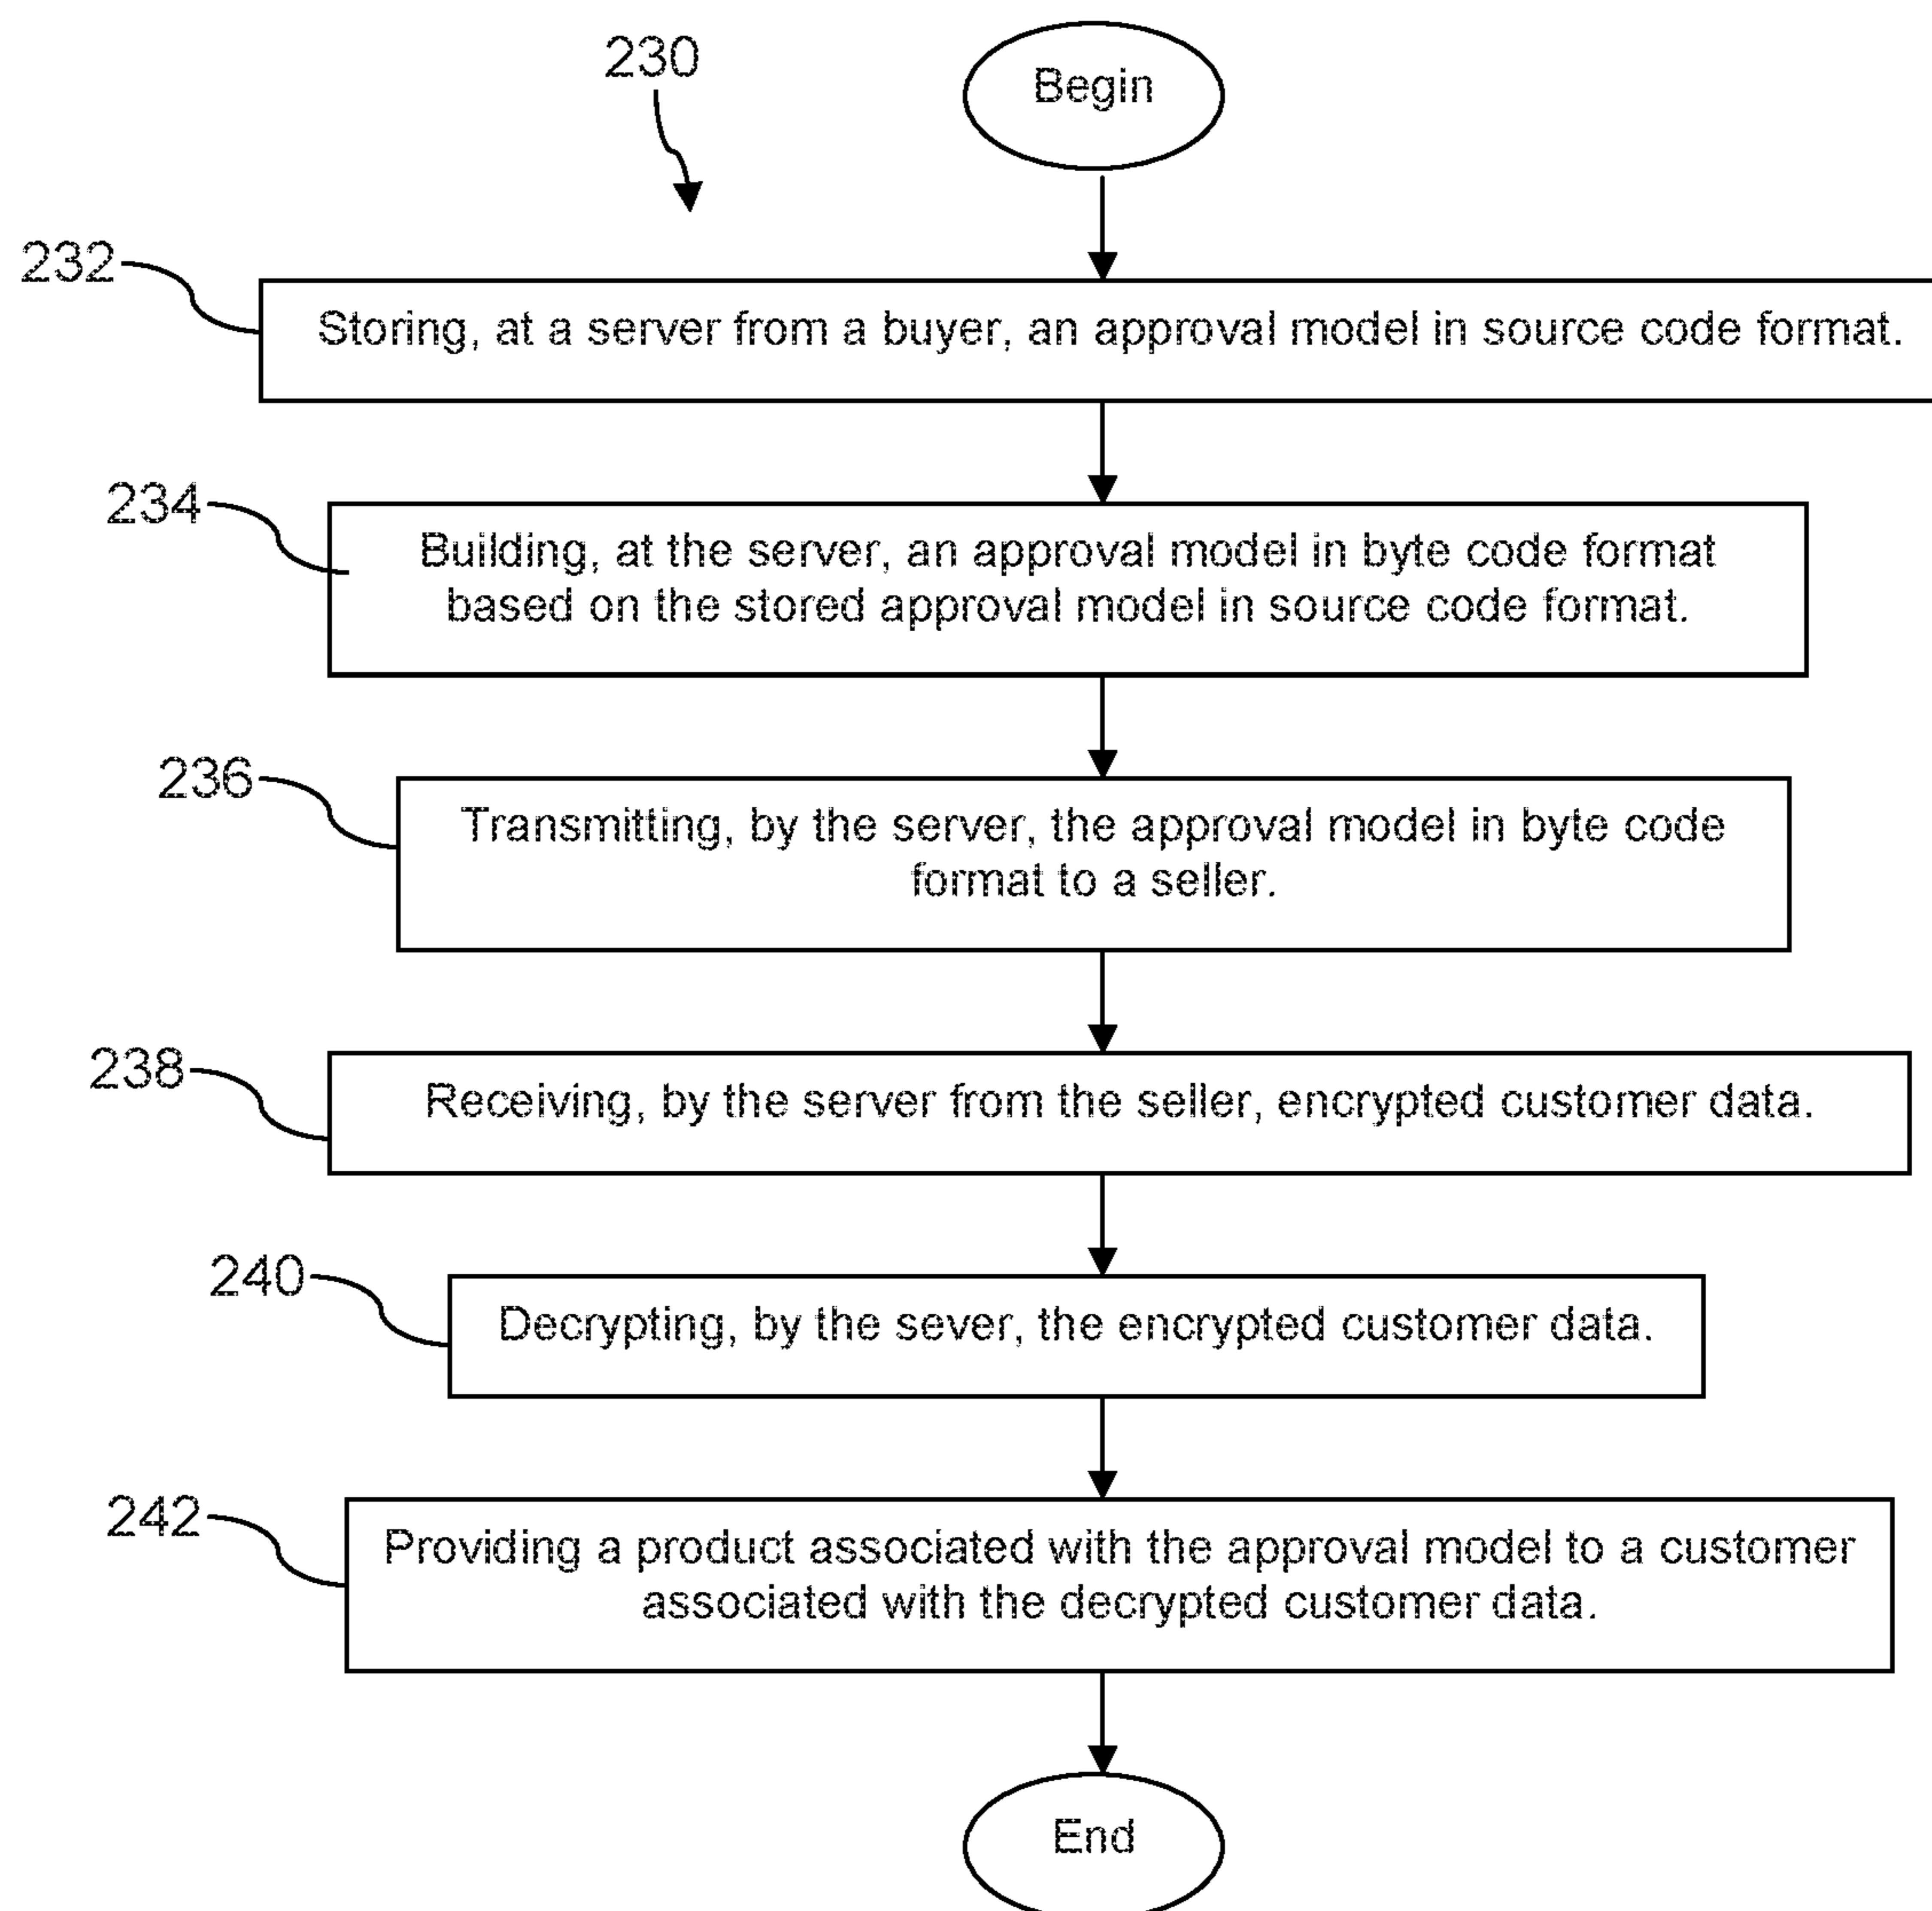 230
Begin
232
Storing, at a server from a buyer, an approval model in source code format.
234
Building, at the server, an approval model in byte code format
based on the stored approval model in source code format.
236
Transmitting, by the server, the approval model in byte code
format to a seller.
238
Receiving, by the server from the seller, encrypted customer data.
240
Decrypting, by the sever, the encrypted customer data.
242
Providing a product associated with the approval model to a customer
associated with the decrypted customer data.
End